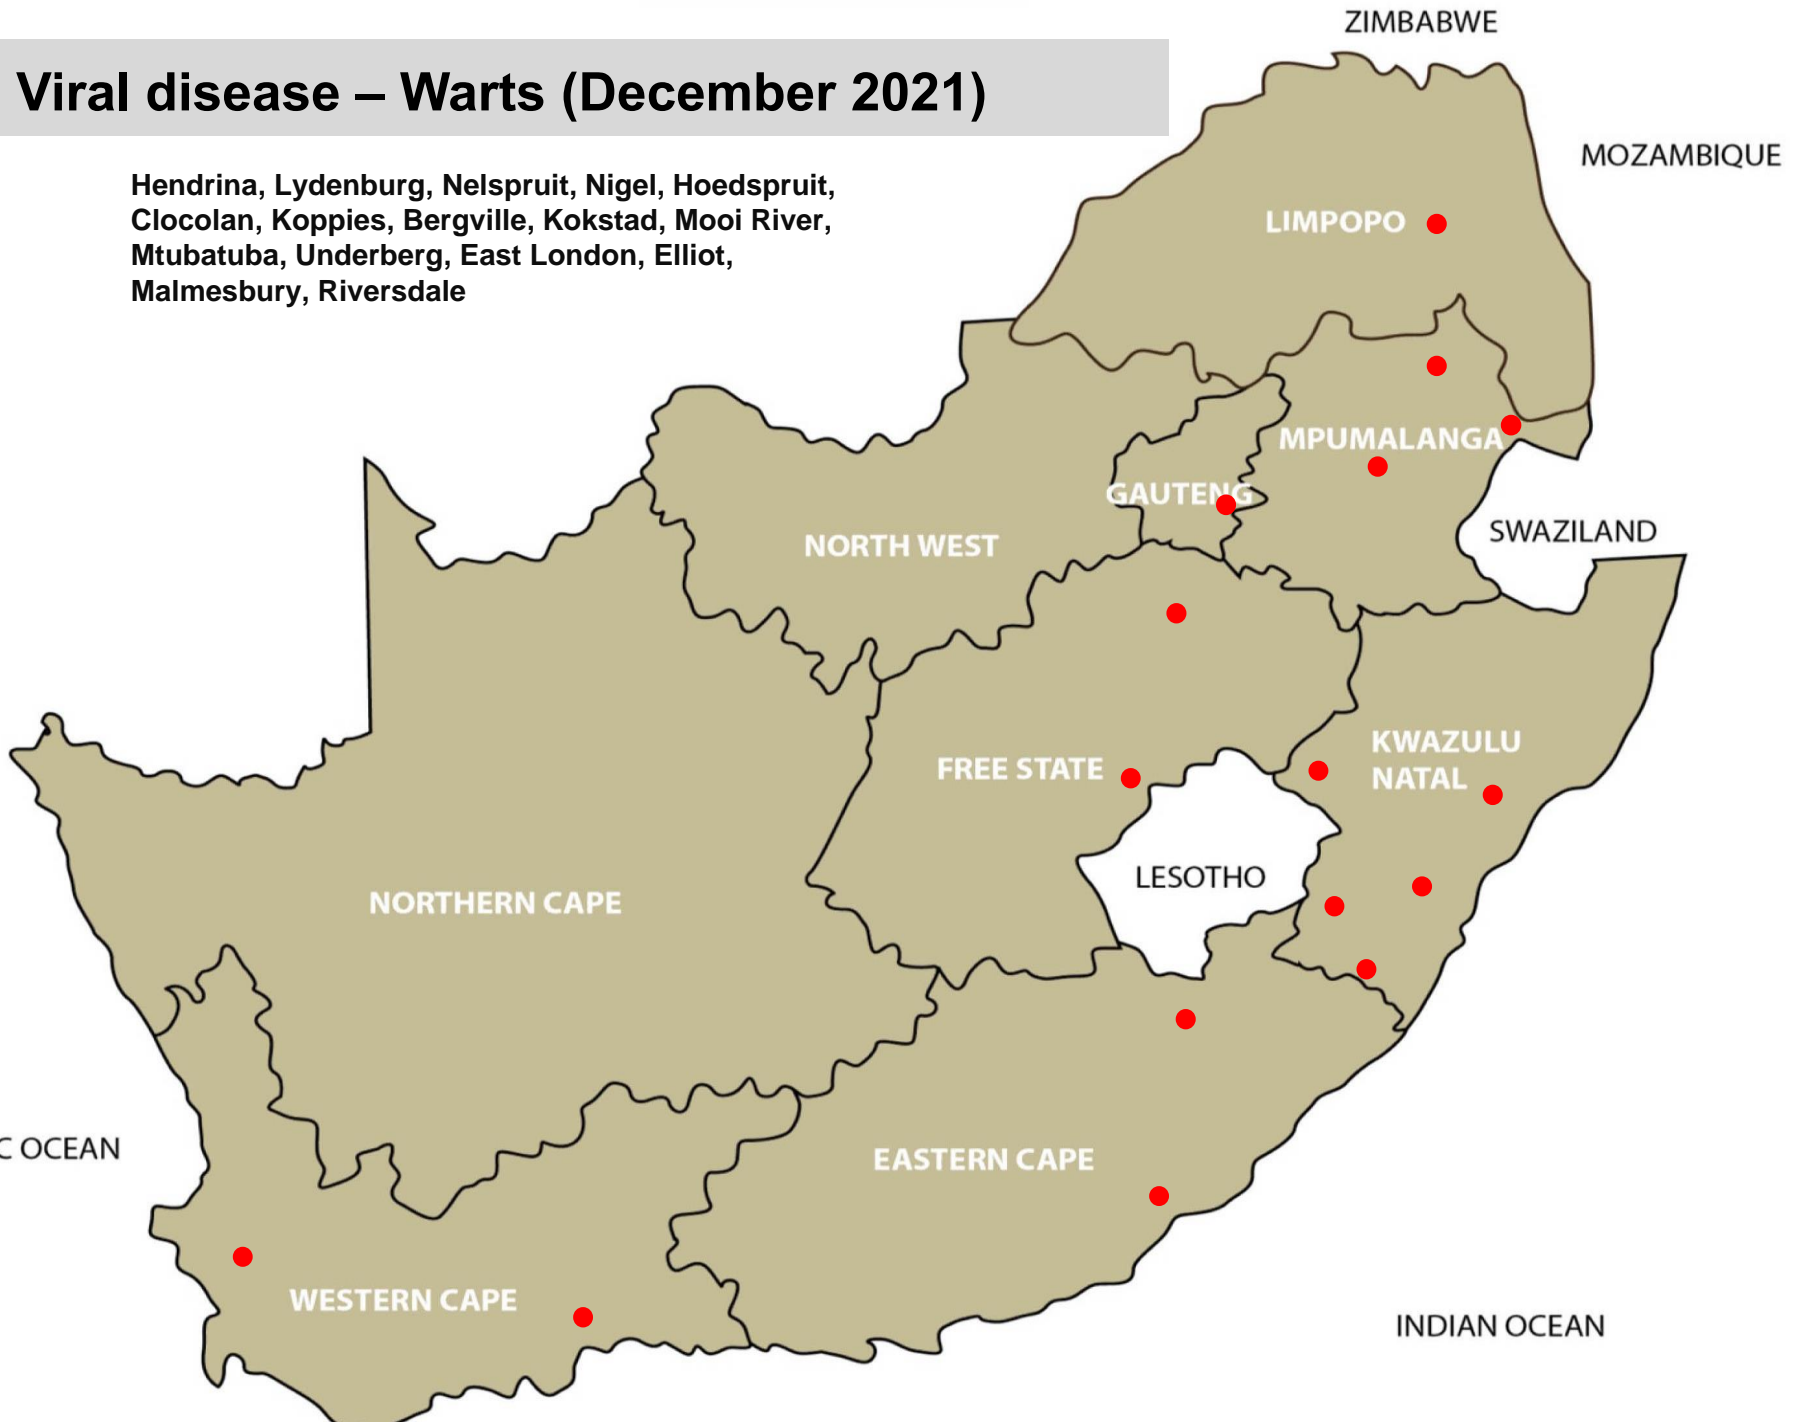 ZIMBABWE
Viral disease – Warts (December 2021)
MOZAMBIQUE
Hendrina, Lydenburg, Nelspruit, Nigel, Hoedspruit,
Clocolan, Koppies, Bergville, Kokstad, Mooi River,
Mtubatuba, Underberg, East London, Elliot,
Malmesbury, Riversdale
LIMPOPO
MPUMALANGA
GAUTENG
SWAZILAND
NORTH WEST
KWAZULU
NATAL
FREE STATE
LESOTHO
NORTHERN CAPE
C OCEAN
EASTERN CAPE
WESTERN CAPE
INDIAN OCEAN